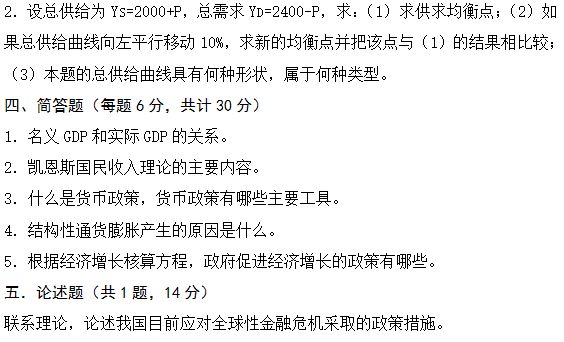 2．设总供给为 Ys=2000+P，总需求 YD=2400-P，求：（1）求供求均衡点；（2）如
果总供给曲线向左平行移动 10%，求新的均衡点并把该点与（1）的结果相比较；
（3）本题的总供给曲线具有何种形状，属于何种类型。
四、简答题（每题 6 分，共计 30 分）
1．名义 GDP 和实际 GDP 的关系。
2．凯恩斯国民收入理论的主要内容。
3．什么是货币政策，货币政策有哪些主要工具。
4．结构性通货膨胀产生的原因是什么。
5．根据经济增长核算方程，政府促进经济增长的政策有哪些。
五．论述题（共 1 题，14 分）
联系理论，论述我国目前应对全球性金融危机采取的政策措施。